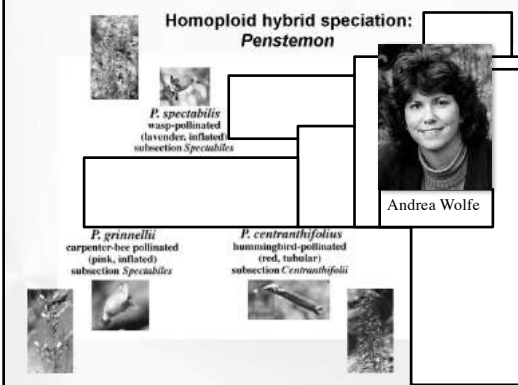 Homoploid hybrid speciation:
Penstemon
P. spectabilis
wasp-pollinated
(lavender, inflated)
subsection Spectabiles
Andrea Wolfe
P. grinnellii
carpenter-bee pollinated
(pink, inflated)
subsection Spectabiles
P. centranthifolius
hummingbird-pollinated
(red, tubular)
subsection Centranthifolii